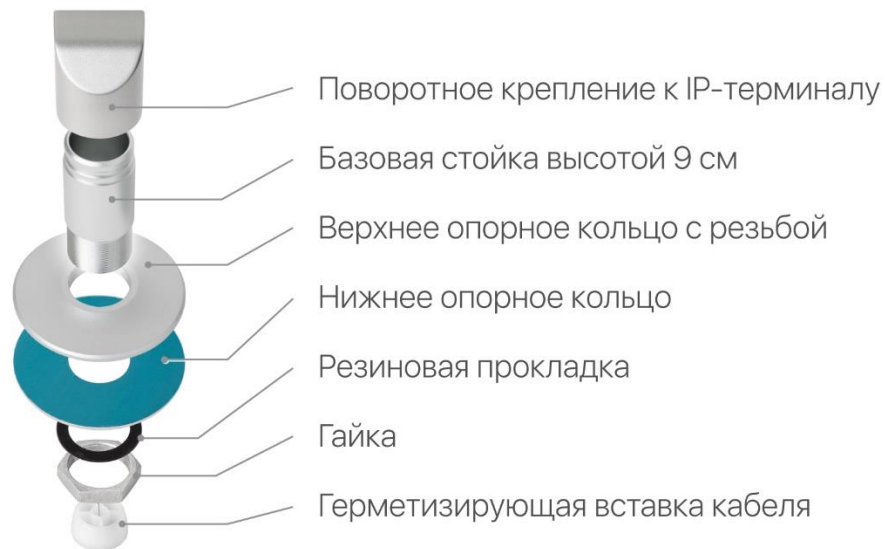 Поворотное крепление к IP-терминалу
Базовая стойка высотой 9 см
Верхнее опорное кольцо с резьбой
Нижнее опорное кольцо
Резиновая прокладка
Гайка
Герметизирующая вставка кабеля